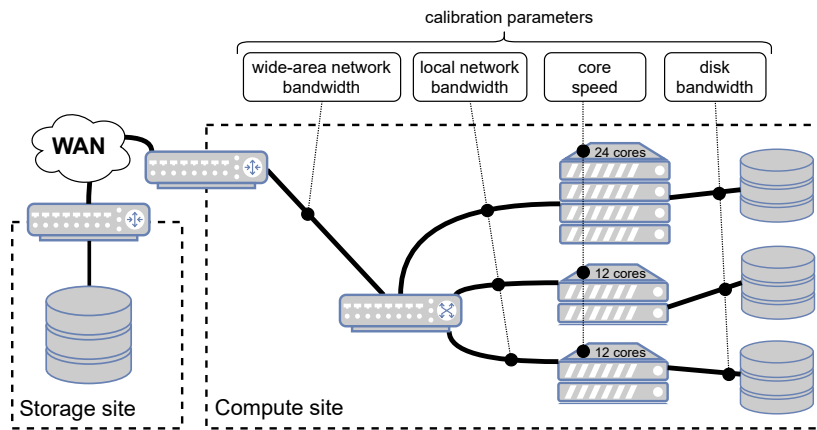 calibration parameters
wide-area network
bandwidth
local network
bandwidth
core
speed
disk
bandwidth
WAN
24 cores
12 cores
12 cores
Storage site
Compute site